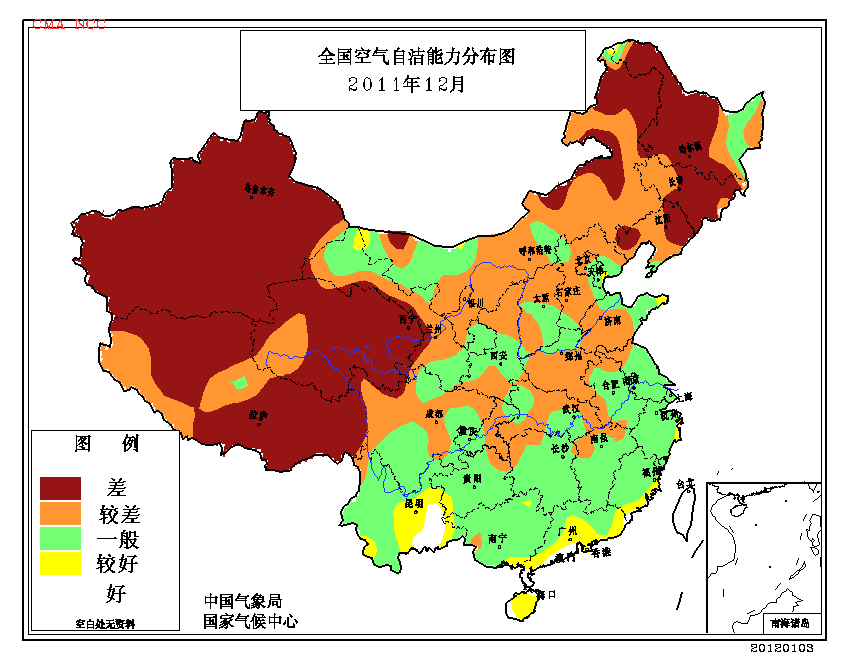 CMA NCC
全国空气自洁能力分布图
2011年12月
哈尔滨
长春
乌鲁木齐
沈阳
呼和浩特
北京
天津
银川
太原
石家庄
西宁
兰州
济南
西安
郑州
合肥
南京
上海
拉萨
成都
武汉
杭州
重庆
南昌
长沙
贵阳
福州
昆明
台北
南宁
广州
澳门
香港
海口
图 例
差
较差
一般
较好
好
空白处无资料
中国气象局
国家气候中心
南海诸岛
20120103